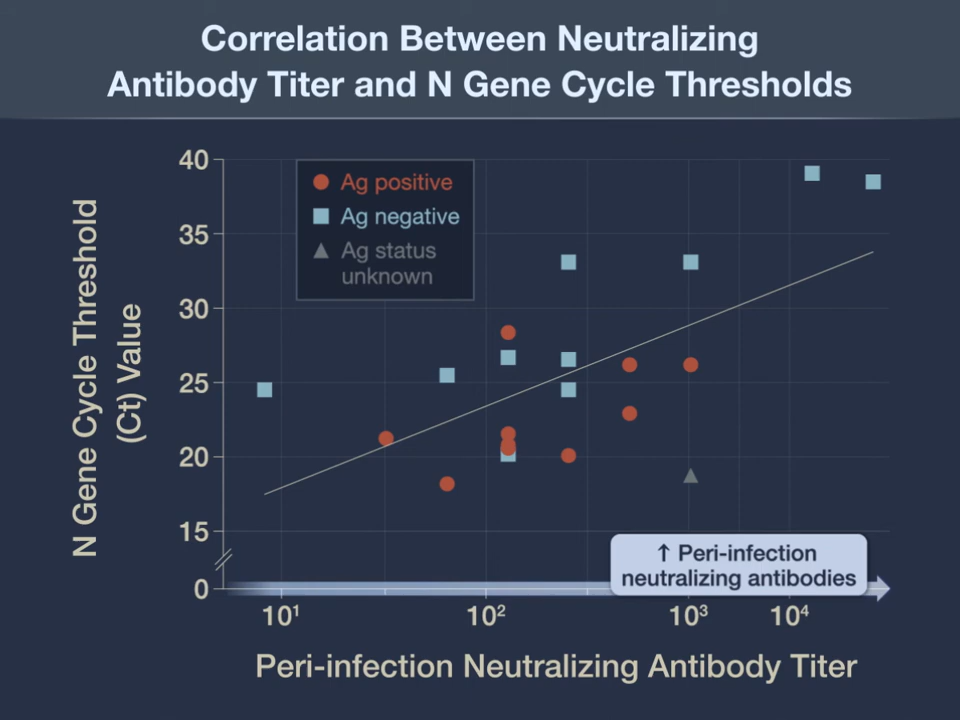 Correlation Between Neutralizing
Antibody Titer and N Gene Cycle Thresholds
N Gene Cycle Threshold
(Ct) Value
40
35
30
25
20
15
0
Ag positive
Ag negative
Ag status
unknown
↑ Peri-infection
neutralizing antibodies
10¹
10²
10³
10⁴
Peri-infection Neutralizing Antibody Titer